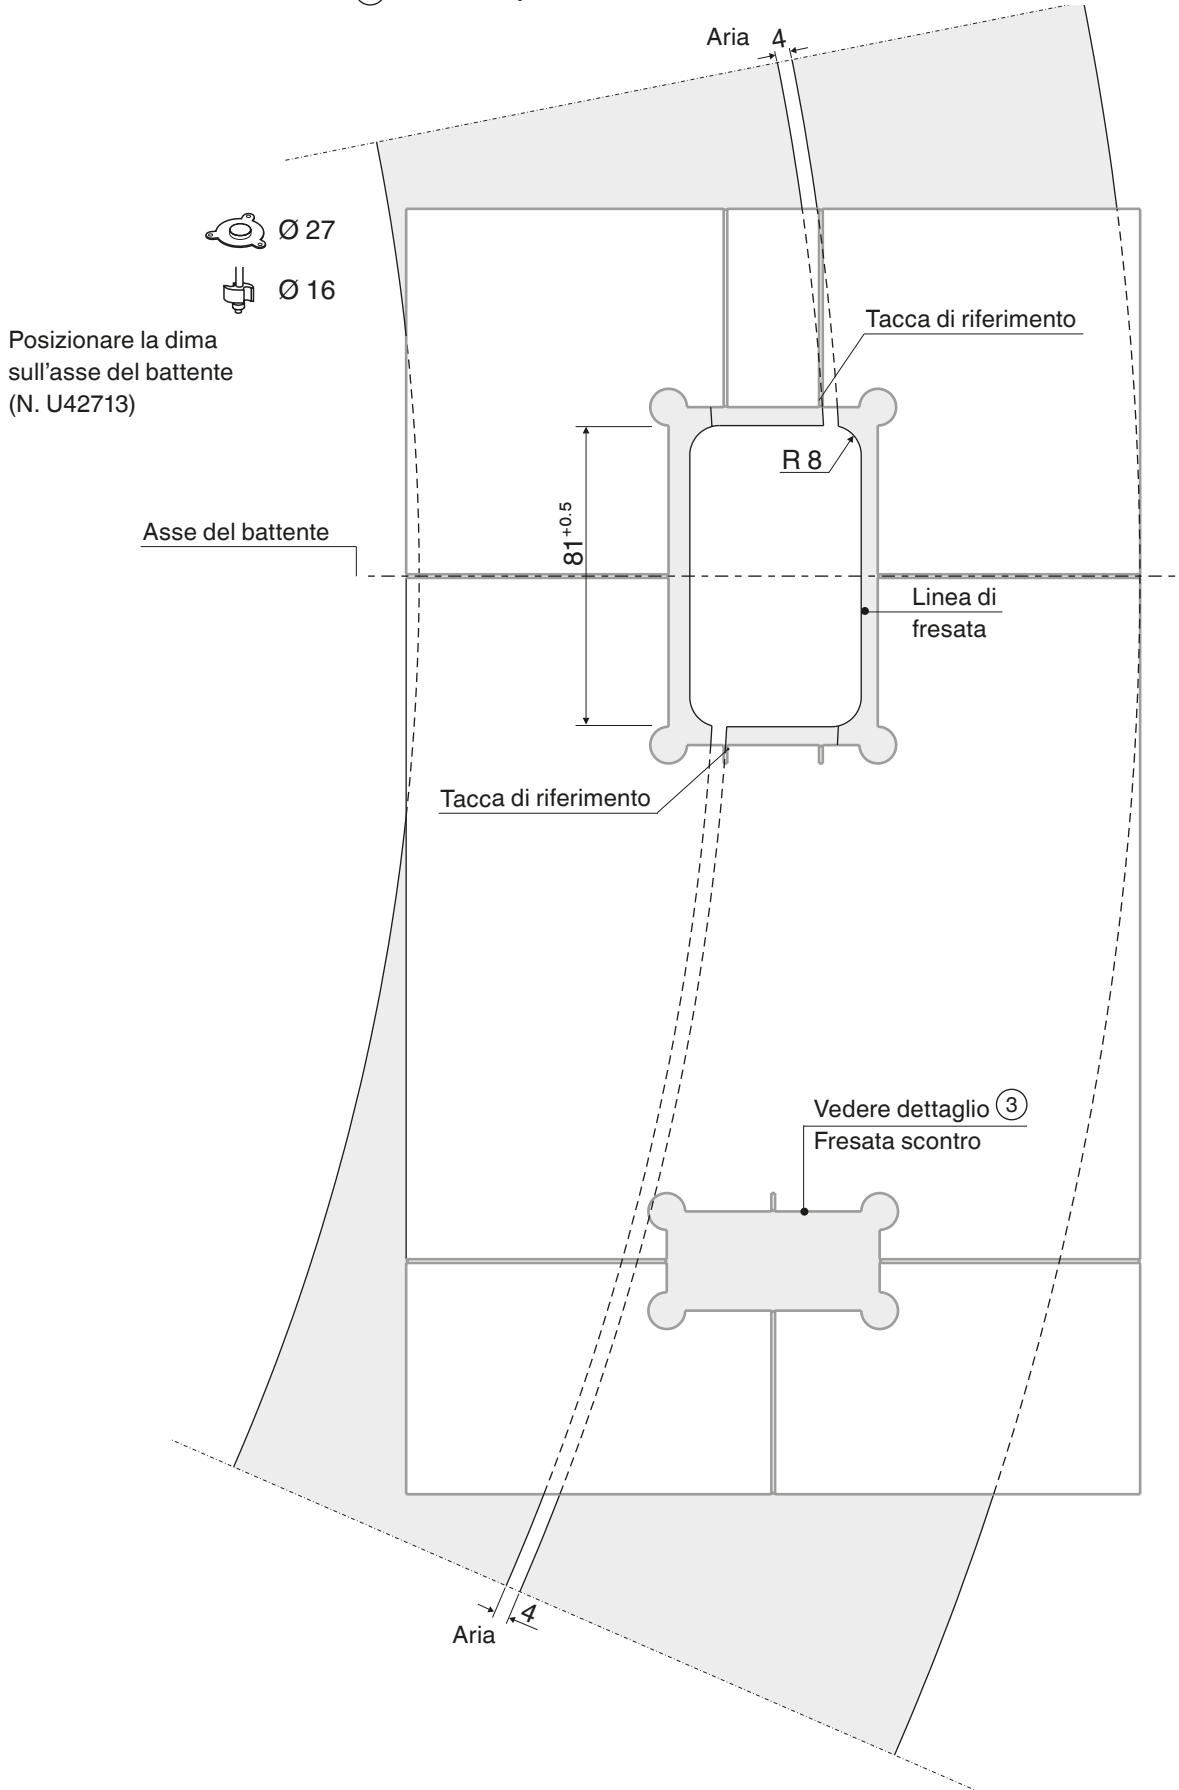 Aria 4
Ø 27
Ø 16
Posizionare la dima
sull'asse del battente
(N. U42713)
Tacca di riferimento
R 8
81+0.5
Asse del battente
Linea di
fresata
Tacca di riferimento
Vedere dettaglio 3
Fresata scontro
4
Aria